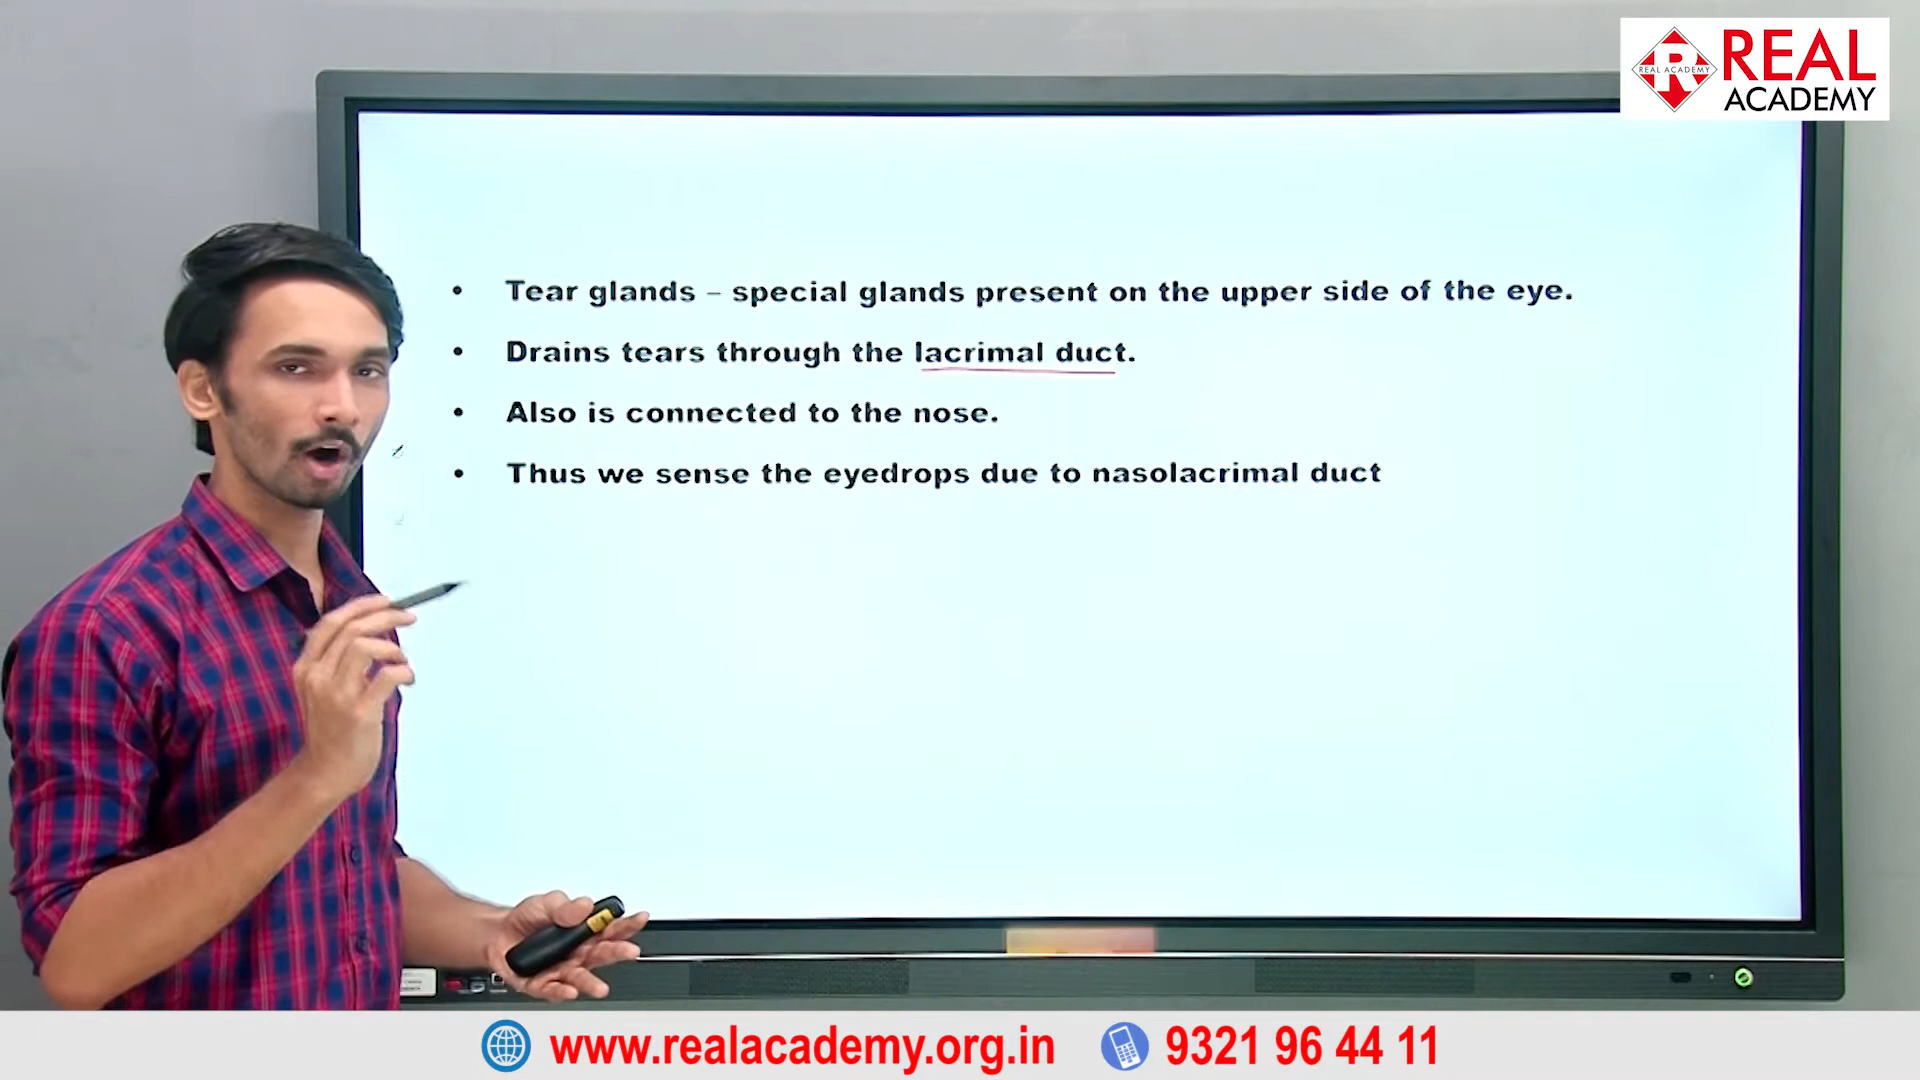 REAL ACADEMY
REAL
ACADEMY
• Tear glands – special glands present on the upper side of the eye.
• Drains tears through the lacrimal duct.
• Also is connected to the nose.
• Thus we sense the eyedrops due to nasolacrimal duct
www.realacademy.org.in 9321 96 44 11